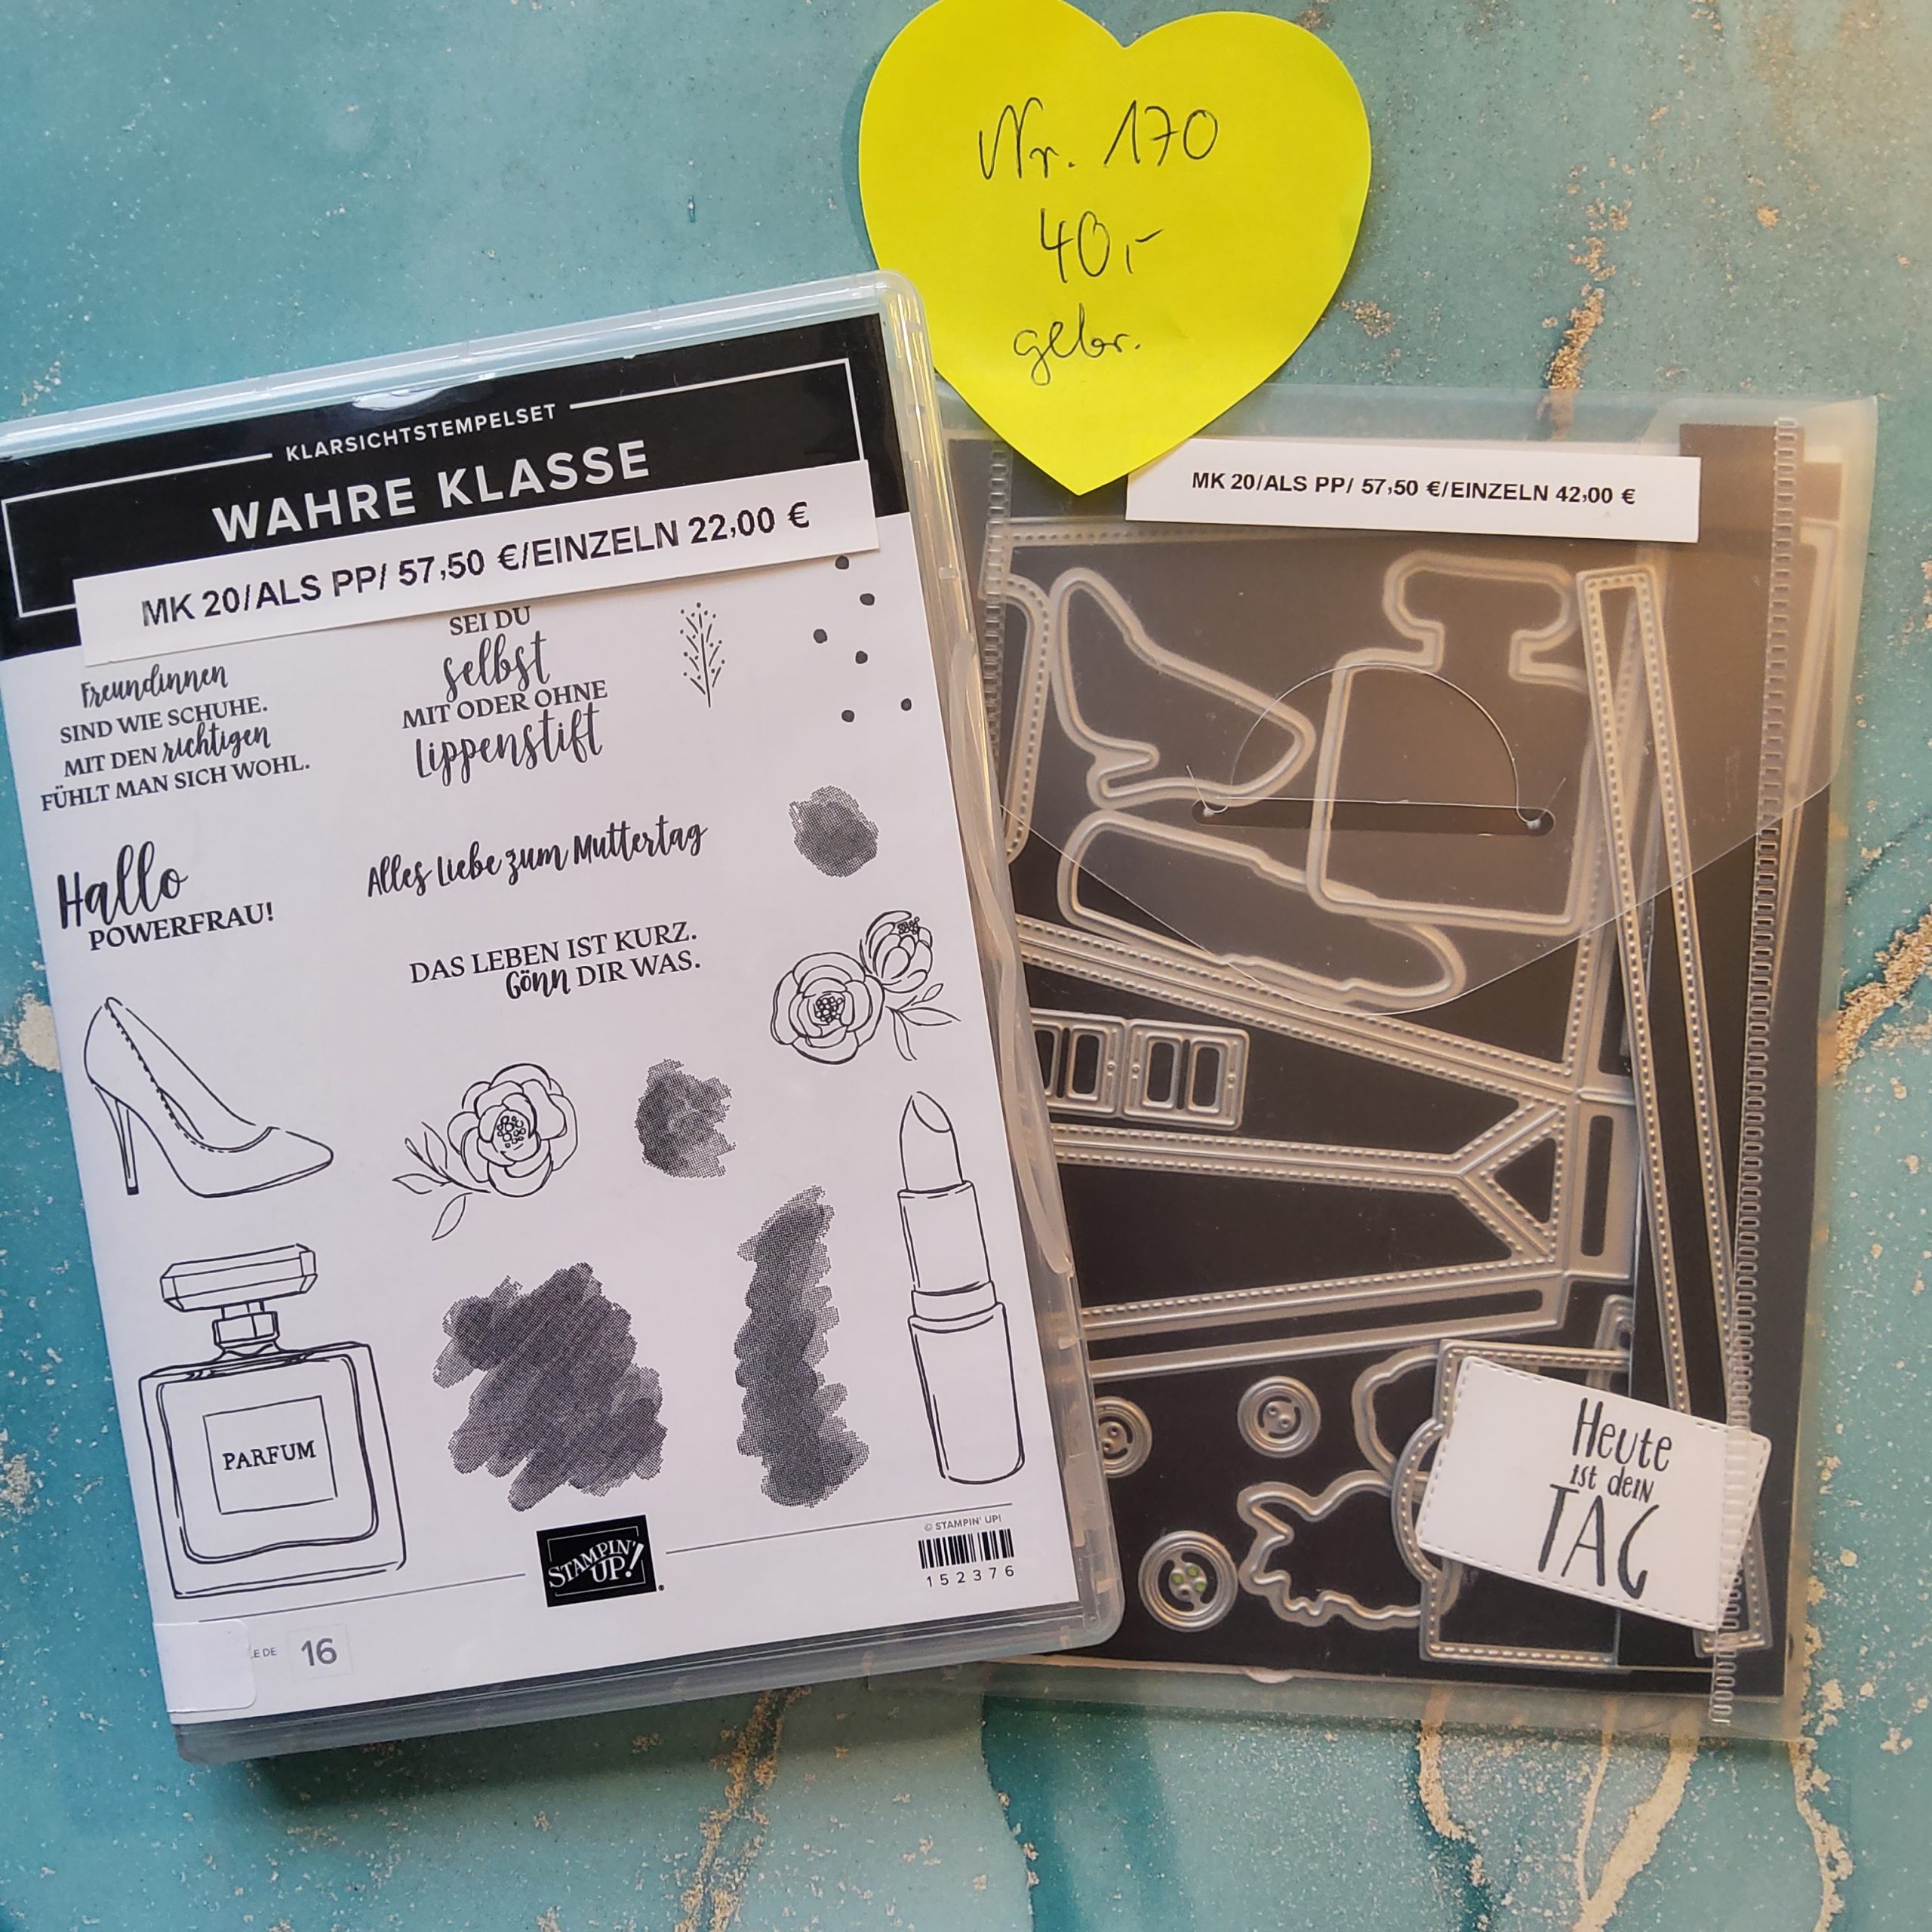 Nr. 170
40,-
gebr.
KLARSICHTSTEMPELSET
WAHRE KLASSE
MK 20/ALS PP/ 57,50 €/EINZELN 22,00 €
Freundinnen
SIND WIE SCHUHE.
MIT DEN richtigen
FÜHLT MAN SICH WOHL.
SEI DU
selbst
MIT ODER OHNE
Lippenstift
Hallo
POWERFRAU!
Alles Liebe zum Muttertag
DAS LEBEN IST KURZ.
Gönn DIR WAS.
PARFUM
STAMPIN'
UP!
© STAMPIN' UP!
152376
DE
16
MK 20/ALS PP/ 57,50 €/EINZELN 42,00 €
Heute
ist dein
TAG